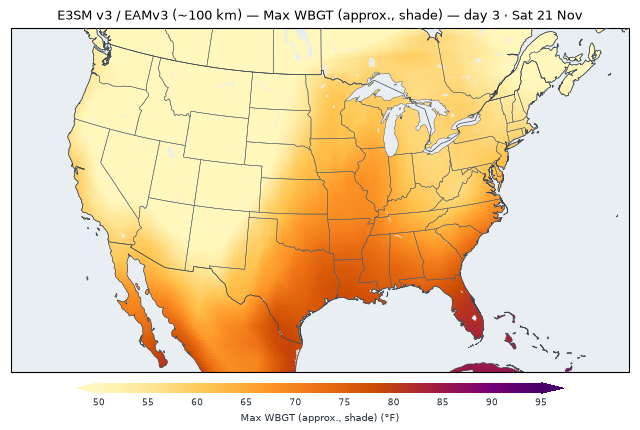 E3SM v3 / EAMv3 (~100 km) — Max WBGT (approx., shade) — day 3 · Sat 21 Nov
50 55 60 65 70 75 80 85 90 95
Max WBGT (approx., shade) (°F)